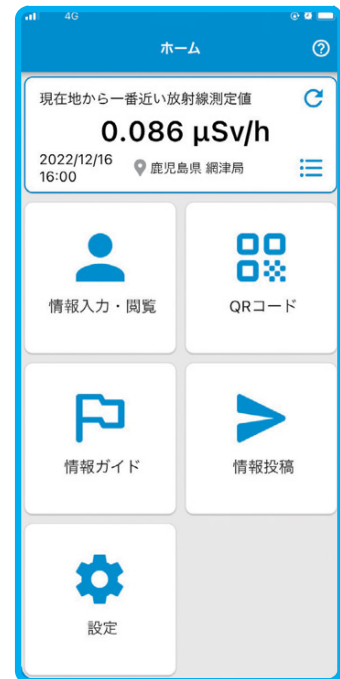 4G
ホーム
現在地から一番近い放射線測定値
0.086 μSv/h
2022/12/16
16:00
鹿児島県 網津局
情報入力・閲覧
QRコード
情報ガイド
情報投稿
設定